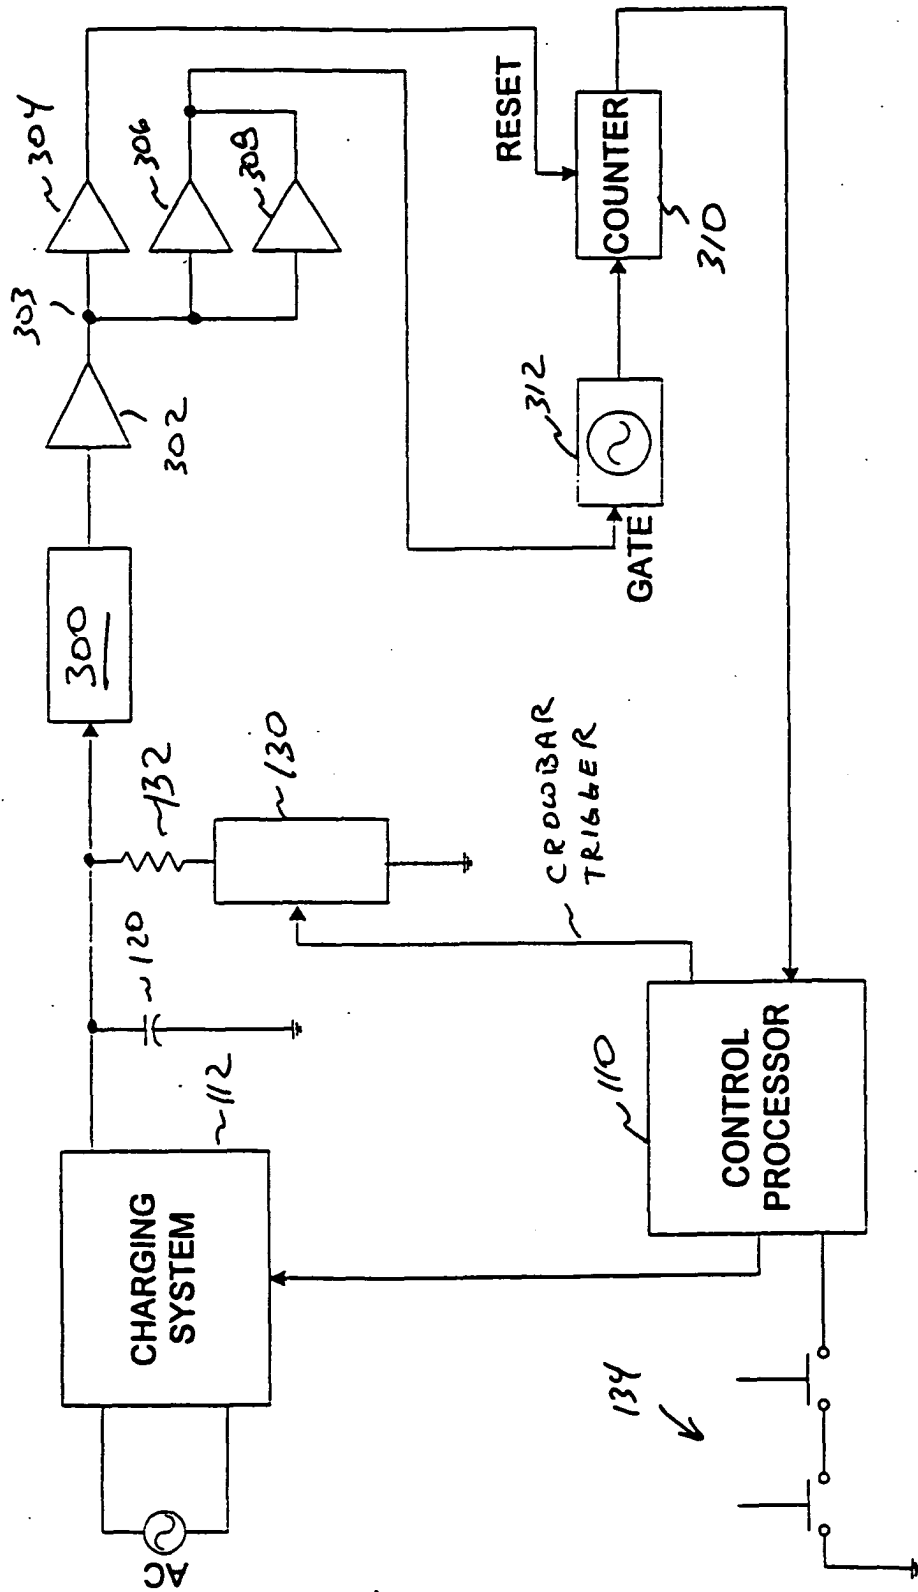 AC
CHARGING
SYSTEM
112
120
132
130
300
302
303
304
306
308
CROWBAR
TRIGGER
GATE
312
RESET
COUNTER
310
CONTROL
PROCESSOR
110
134